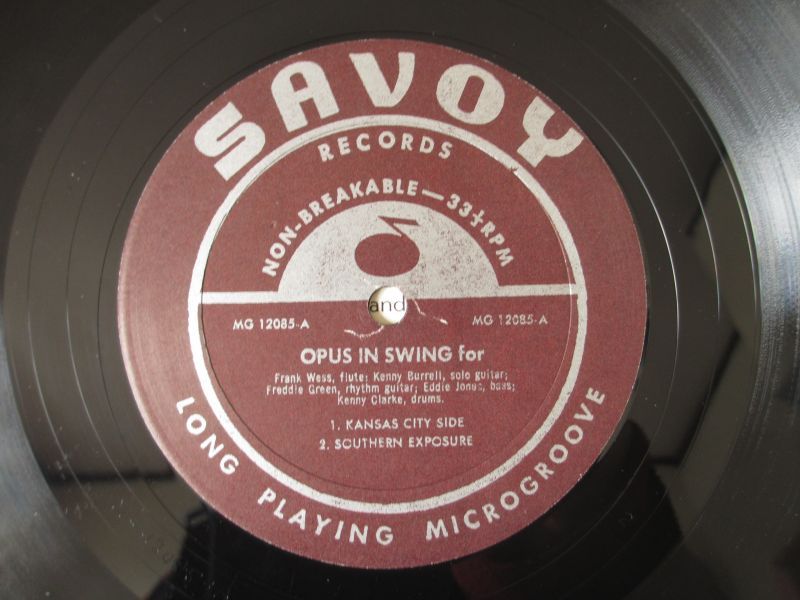 SAVOY
RECORDS
NON-BREAKABLE—33⅓RPM
and
MG 12085-A MG 12085-A
OPUS IN SWING for
Frank Wess, flute; Kenny Burrell, solo guitar;
Freddie Green, rhythm guitar; Eddie Jones, bass;
Kenny Clarke, drums.
1. KANSAS CITY SIDE
2. SOUTHERN EXPOSURE
LONG PLAYING MICROGROOVE